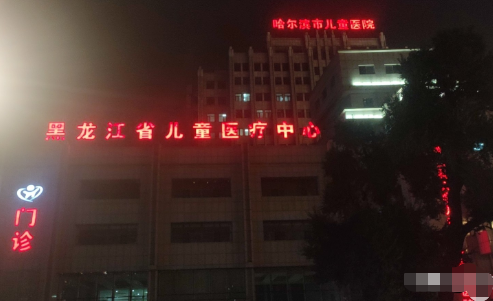 哈尔滨市儿童医院
黑龙江省儿童医疗中心
门诊